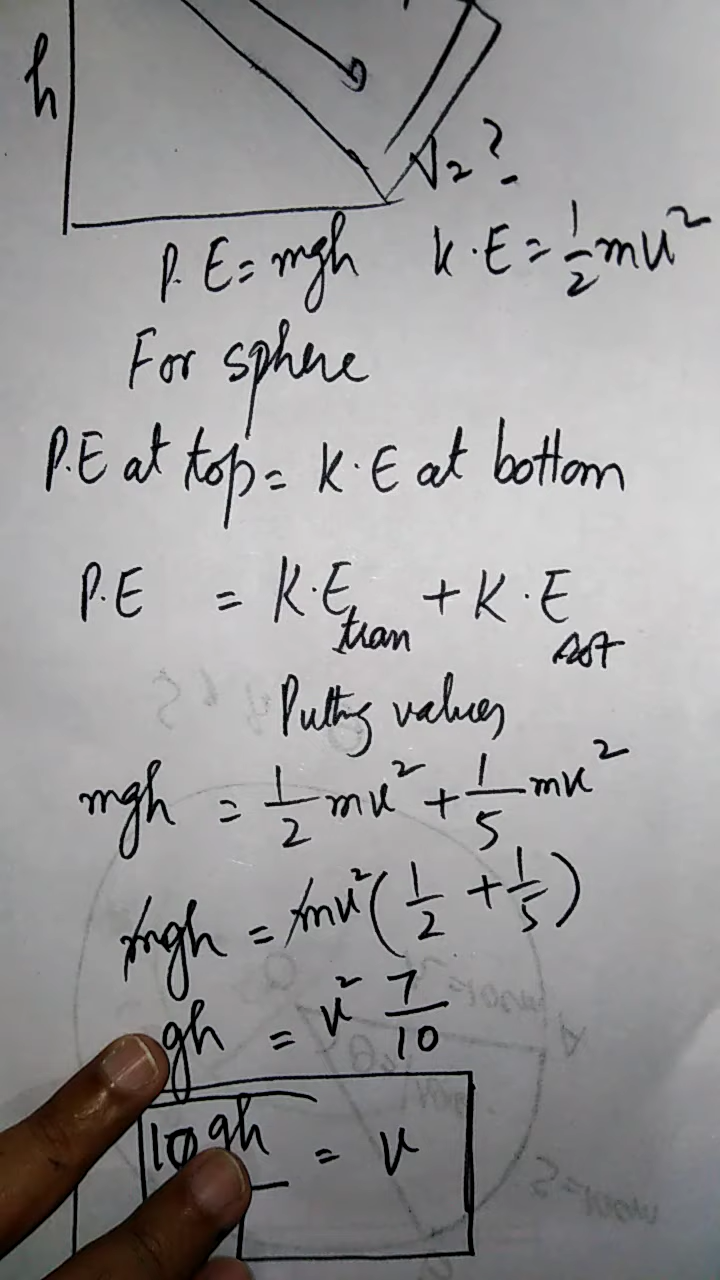 h
V₂?
P.E = mgh K.E = 1/2 mv²
For sphere
P.E at top = K.E at bottom
P.E = K.E tran + K.E rot
Putting values
mgh = 1/2 mv² + 1/5 mv²
mgh = mv² (1/2 + 1/5)
gh = v² 7/10
10gh = v